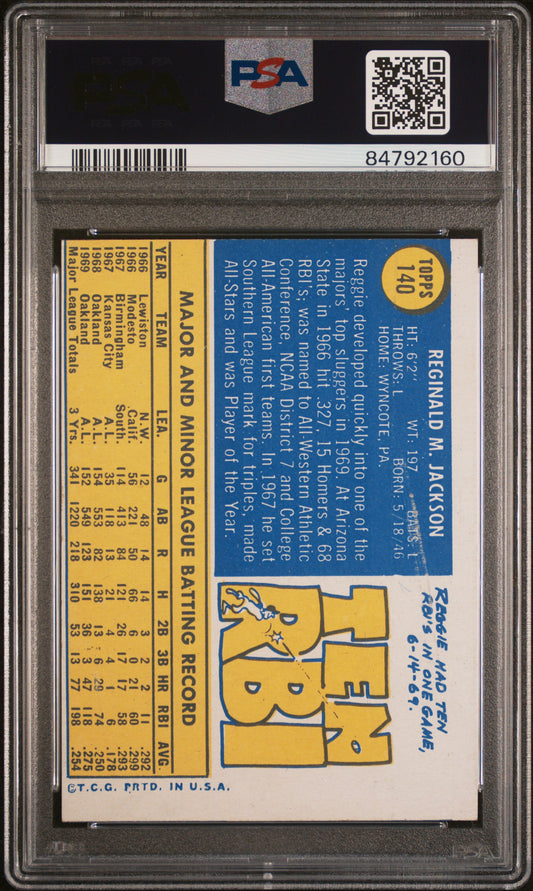 PSA
84792160
TOPPS
140
REGINALD M. JACKSON
HT: 6'2" WT: 197 BATS: L
THROWS: L BORN: 5/18/46
HOME: WYNCOTE, PA.
Reggie developed quickly into one of the
majors' top sluggers in 1969. At Arizona
State in 1966 hit .327, 15 Homers & 68
RBI's; was named to All-Western Athletic
Conference, NCAA District 7 and College
All-American first teams. In 1967 he set
Southern League mark for triples, made
All-Stars and was Player of the Year.
REGGIE HAD TEN
RBI'S IN ONE GAME,
6-14-69.
TEN
RBI
MAJOR AND MINOR LEAGUE BATTING RECORD
YEAR TEAM LEA. G AB R H 2B 3B HR RBI AVG.
1966 Lewiston N.W. 12 48 14 14 3 2 2 11 .292
1966 Modesto Calif. 56 221 50 66 6 0 21 60 .299
1967 Birmingham South. 114 413 84 121 26 17 17 58 .293
1967 Kansas City A.L. 35 118 13 21 4 4 1 6 .178
1968 Oakland A.L. 154 553 82 138 13 6 29 74 .250
1969 Oakland A.L. 152 549 123 151 36 3 47 118 .275
Major League Totals 3 Yrs. 341 1220 218 310 53 13 77 198 .254
©T.C.G. PRTD. IN U.S.A.